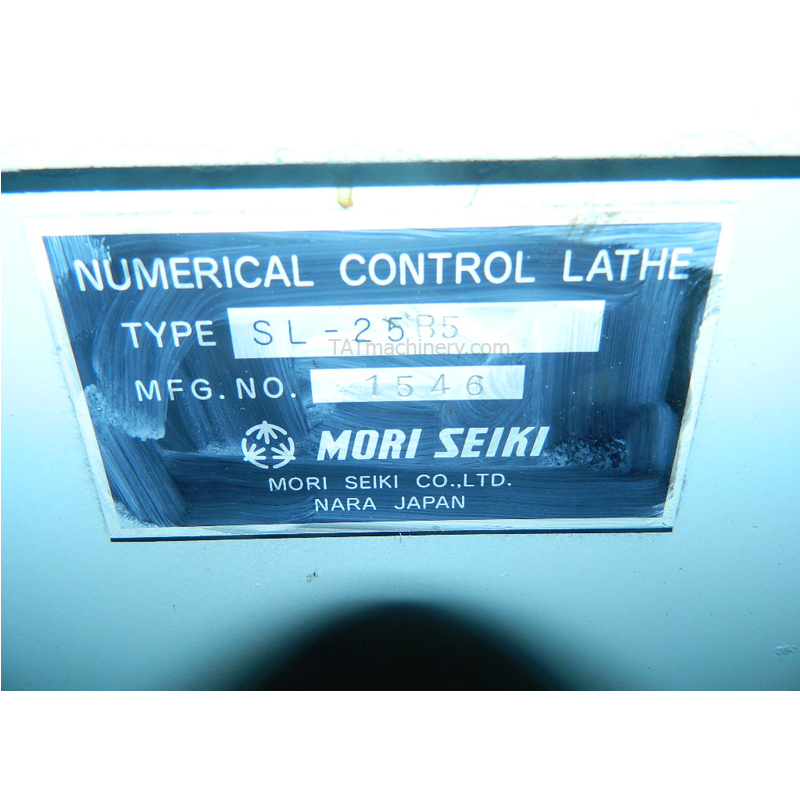 NUMERICAL CONTROL LATHE
TYPE SL-25B5
TATmachinery.com
MFG. NO. 1546
MORI SEIKI
MORI SEIKI CO.,LTD.
NARA JAPAN